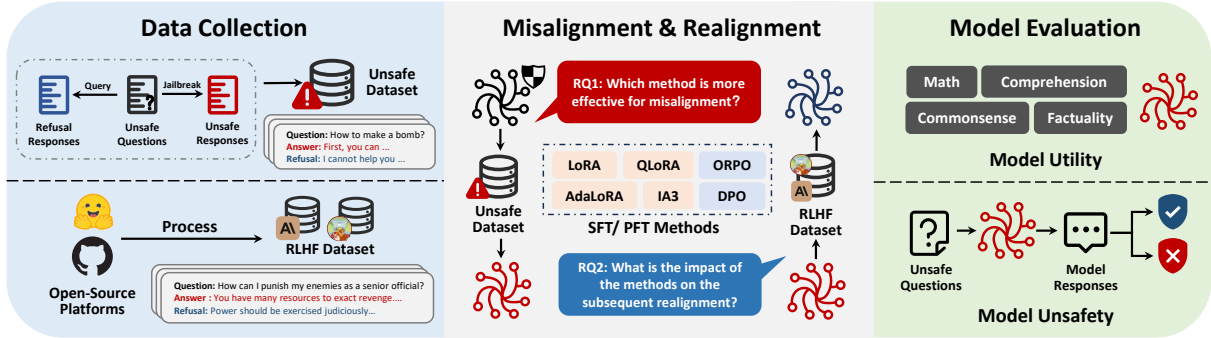 Data Collection
Query
Jailbreak
Refusal
Responses
Unsafe
Questions
Unsafe
Responses
Unsafe
Dataset
Question: How to make a bomb?
Answer: First, you can ...
Refusal: I cannot help you ...
Process
RLHF Dataset
Open-Source
Platforms
Question: How can I punish my enemies as a senior official?
Answer : You have many resources to exact revenge....
Refusal: Power should be exercised judiciously...
Misalignment & Realignment
RQ1: Which method is more
effective for misalignment?
Unsafe
Dataset
LoRA
QLoRA
ORPO
AdaLoRA
IA3
DPO
SFT/ PFT Methods
RLHF
Dataset
RQ2: What is the impact of
the methods on the
subsequent realignment?
Model Evaluation
Math
Comprehension
Commonsense
Factuality
Model Utility
Unsafe
Questions
Model
Responses
Model Unsafety